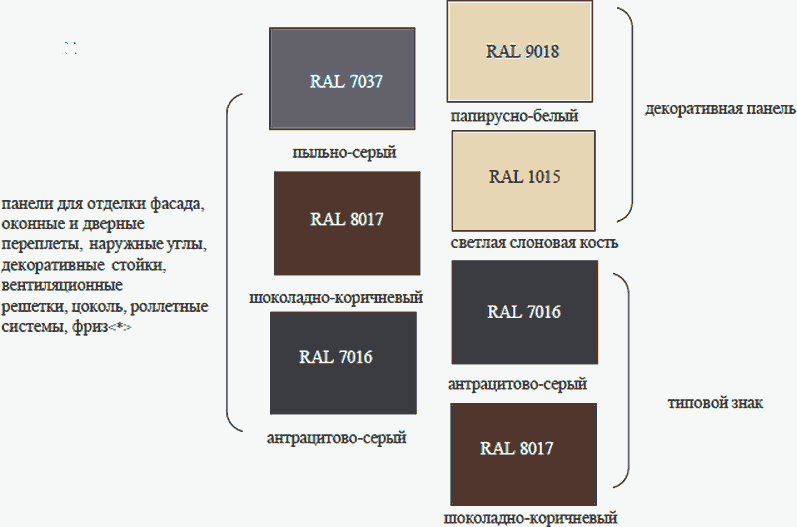 панели для отделки фасада,
оконные и дверные
переплеты, наружные углы,
декоративные стойки,
вентиляционные
решетки, цоколь, роллетные
системы, фриз<*>
RAL 7037
пыльно-серый
RAL 8017
шоколадно-коричневый
RAL 7016
антрацитово-серый
RAL 9018
папирусно-белый
RAL 1015
светлая слоновая кость
декоративная панель
RAL 7016
антрацитово-серый
RAL 8017
шоколадно-коричневый
типовой знак